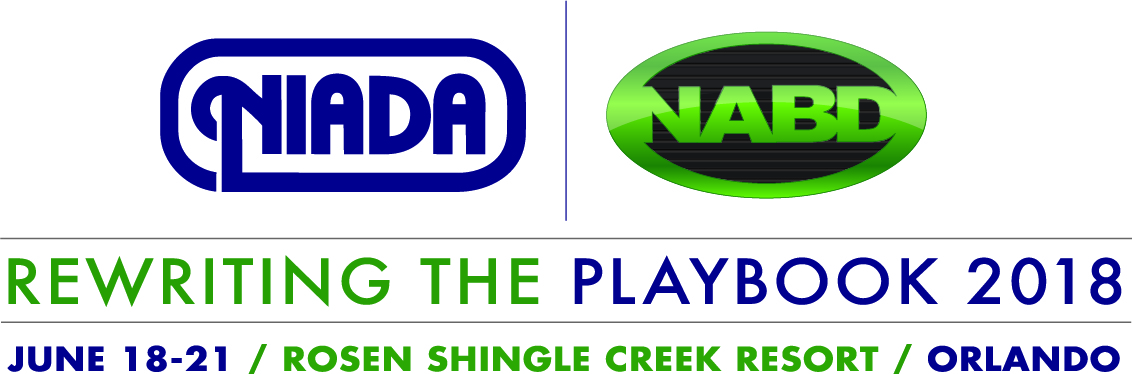 NIADA
NABD
REWRITING THE PLAYBOOK 2018
JUNE 18-21 / ROSEN SHINGLE CREEK RESORT / ORLANDO